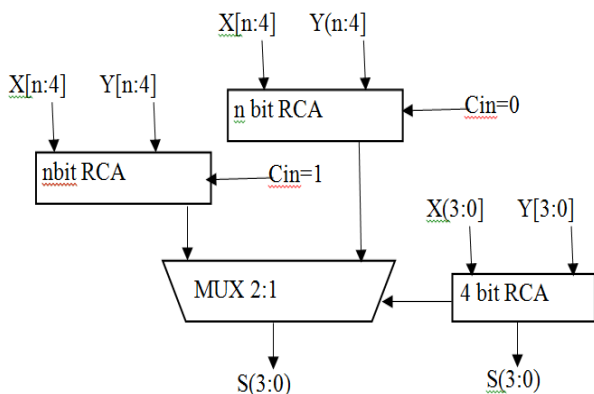 X[n:4] Y(n:4]
X[n:4] Y[n:4]
n bit RCA
Cin=0
nbit RCA
Cin=1
X(3:0] Y[3:0]
MUX 2:1
4 bit RCA
S(3:0)
S(3:0)